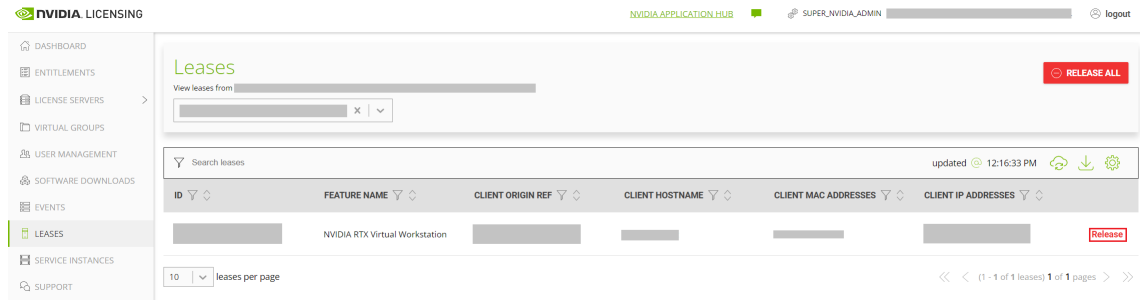 NVIDIA. LICENSING
NVIDIA APPLICATION HUB
SUPER_NVIDIA_ADMIN
logout
DASHBOARD
ENTITLEMENTS
LICENSE SERVERS
VIRTUAL GROUPS
USER MANAGEMENT
SOFTWARE DOWNLOADS
EVENTS
LEASES
SERVICE INSTANCES
SUPPORT
Leases
View leases from
RELEASE ALL
Search leases
updated @ 12:16:33 PM
ID FEATURE NAME CLIENT ORIGIN REF CLIENT HOSTNAME CLIENT MAC ADDRESSES CLIENT IP ADDRESSES
NVIDIA RTX Virtual Workstation Release
10 leases per page
(1 - 1 of 1 leases) 1 of 1 pages